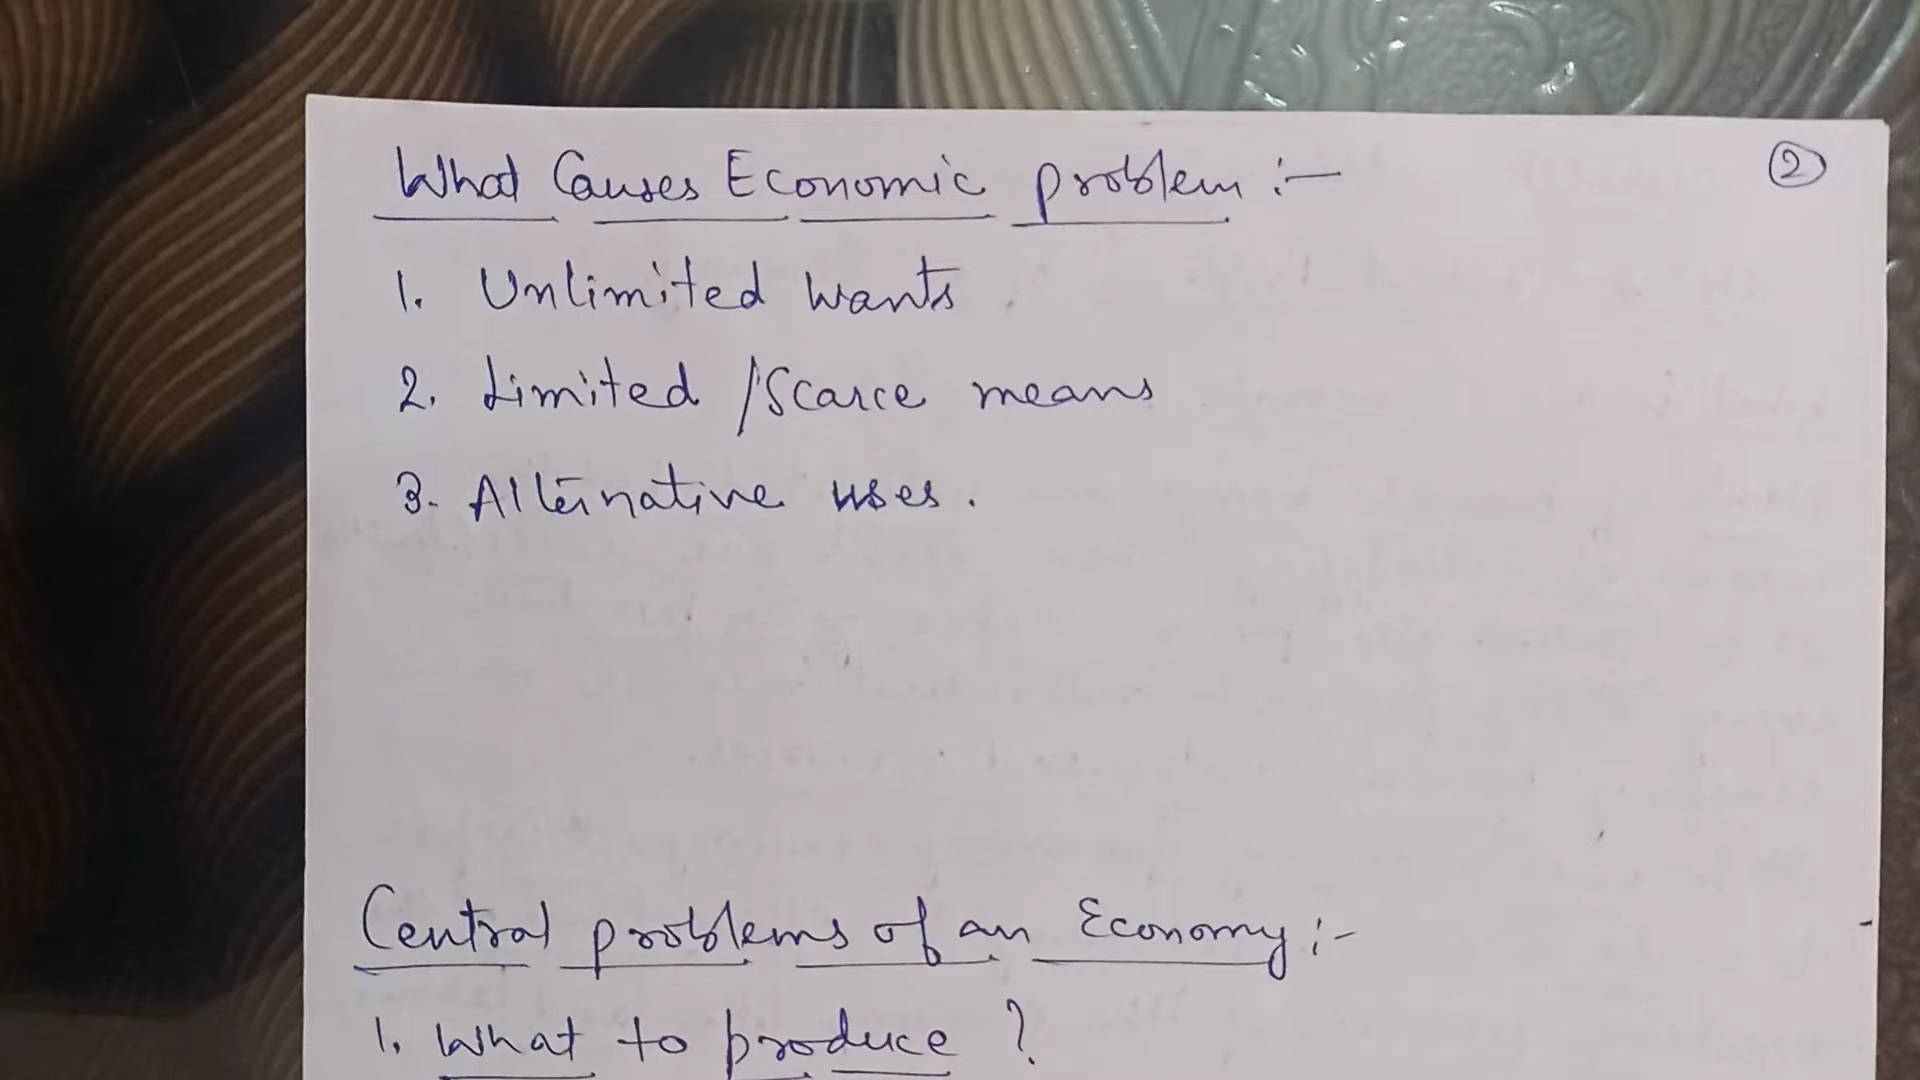 What Causes Economic problem :-
②
1. Unlimited wants
2. Limited /Scarce means
3. Alternative uses.
Central problems of an Economy :-
1. What to produce ?